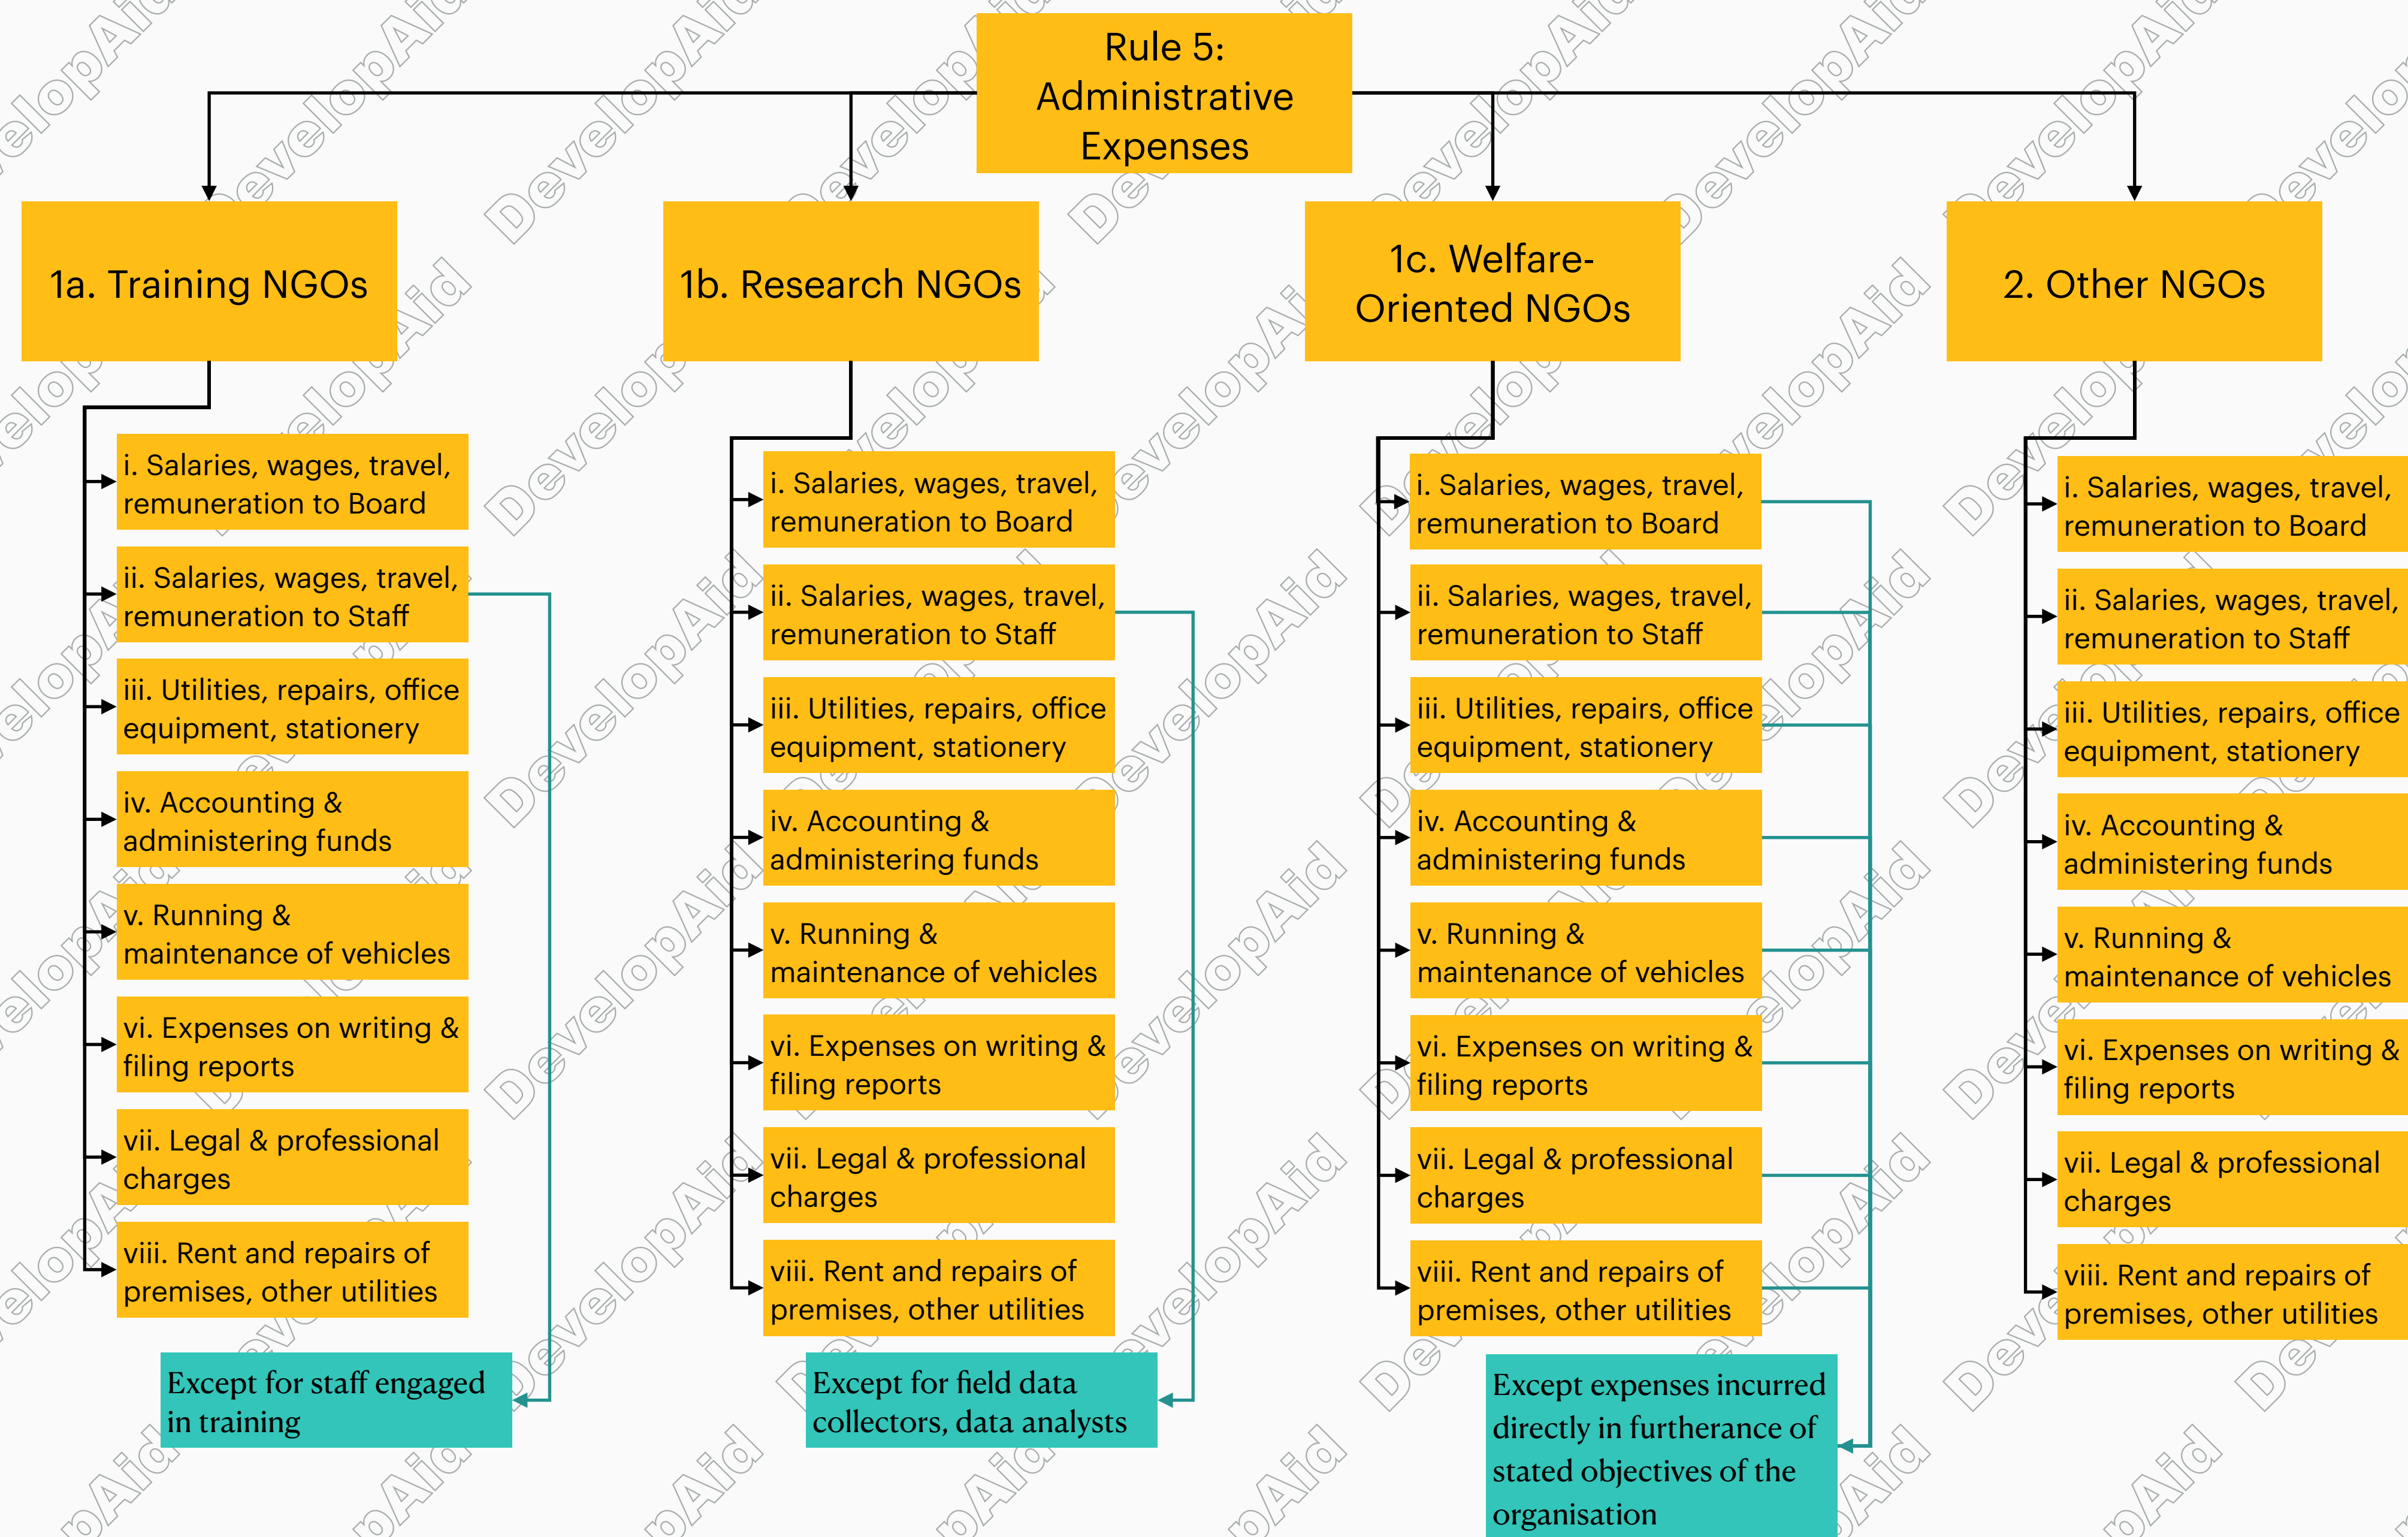 Rule 5:
Administrative
Expenses
1a. Training NGOs
1b. Research NGOs
1c. Welfare-
Oriented NGOs
2. Other NGOs
i. Salaries, wages, travel,
remuneration to Board
ii. Salaries, wages, travel,
remuneration to Staff
iii. Utilities, repairs, office
equipment, stationery
iv. Accounting &
administering funds
v. Running &
maintenance of vehicles
vi. Expenses on writing &
filing reports
vii. Legal & professional
charges
viii. Rent and repairs of
premises, other utilities
Except for staff engaged
in training
i. Salaries, wages, travel,
remuneration to Board
ii. Salaries, wages, travel,
remuneration to Staff
iii. Utilities, repairs, office
equipment, stationery
iv. Accounting &
administering funds
v. Running &
maintenance of vehicles
vi. Expenses on writing &
filing reports
vii. Legal & professional
charges
viii. Rent and repairs of
premises, other utilities
Except for field data
collectors, data analysts
i. Salaries, wages, travel,
remuneration to Board
ii. Salaries, wages, travel,
remuneration to Staff
iii. Utilities, repairs, office
equipment, stationery
iv. Accounting &
administering funds
v. Running &
maintenance of vehicles
vi. Expenses on writing &
filing reports
vii. Legal & professional
charges
viii. Rent and repairs of
premises, other utilities
Except expenses incurred
directly in furtherance of
stated objectives of the
organisation
i. Salaries, wages, travel,
remuneration to Board
ii. Salaries, wages, travel,
remuneration to Staff
iii. Utilities, repairs, office
equipment, stationery
iv. Accounting &
administering funds
v. Running &
maintenance of vehicles
vi. Expenses on writing &
filing reports
vii. Legal & professional
charges
viii. Rent and repairs of
premises, other utilities
DevelopAid